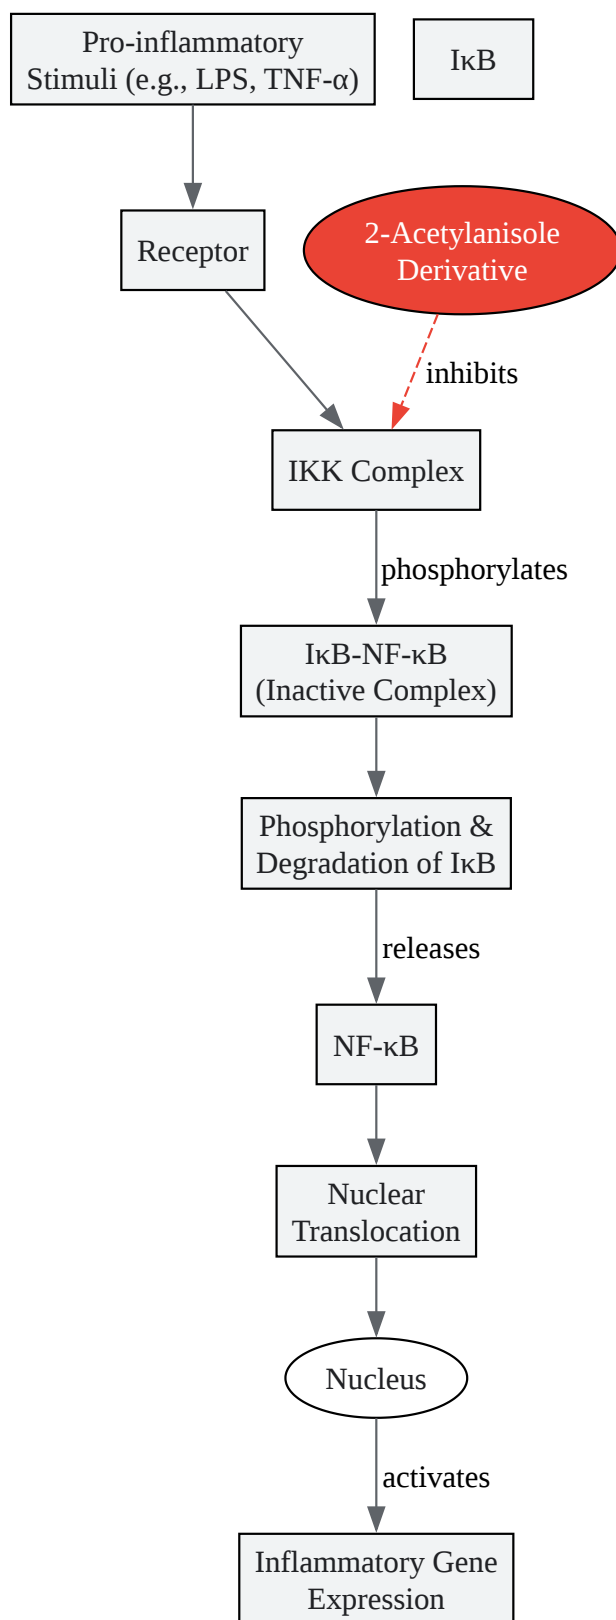 Pro-inflammatory
Stimuli (e.g., LPS, TNF-α)
IκB
Receptor
2-Acetylanisole
Derivative
inhibits
IKK Complex
phosphorylates
IκB-NF-κB
(Inactive Complex)
Phosphorylation &
Degradation of IκB
releases
NF-κB
Nuclear
Translocation
Nucleus
activates
Inflammatory Gene
Expression